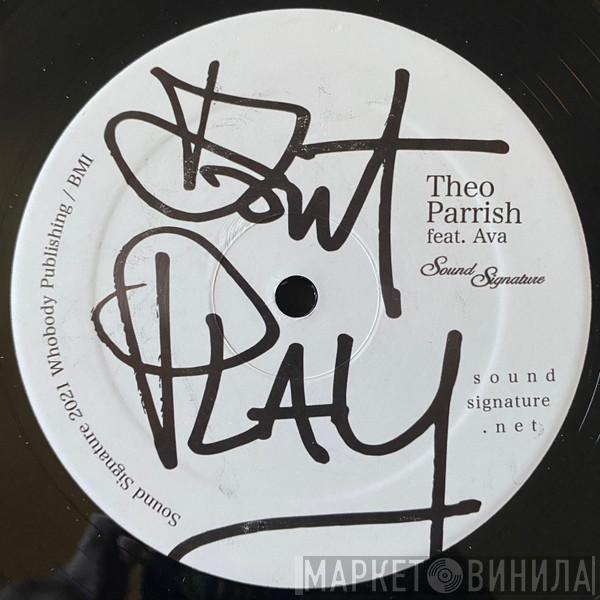 DONT
PLAY
Theo
Parrish
feat. Ava
Sound Signature
sound
signature
.net
Sound Signature 2021 Whobody Publishing / BMI
МАРКЕТ ВИНИЛА